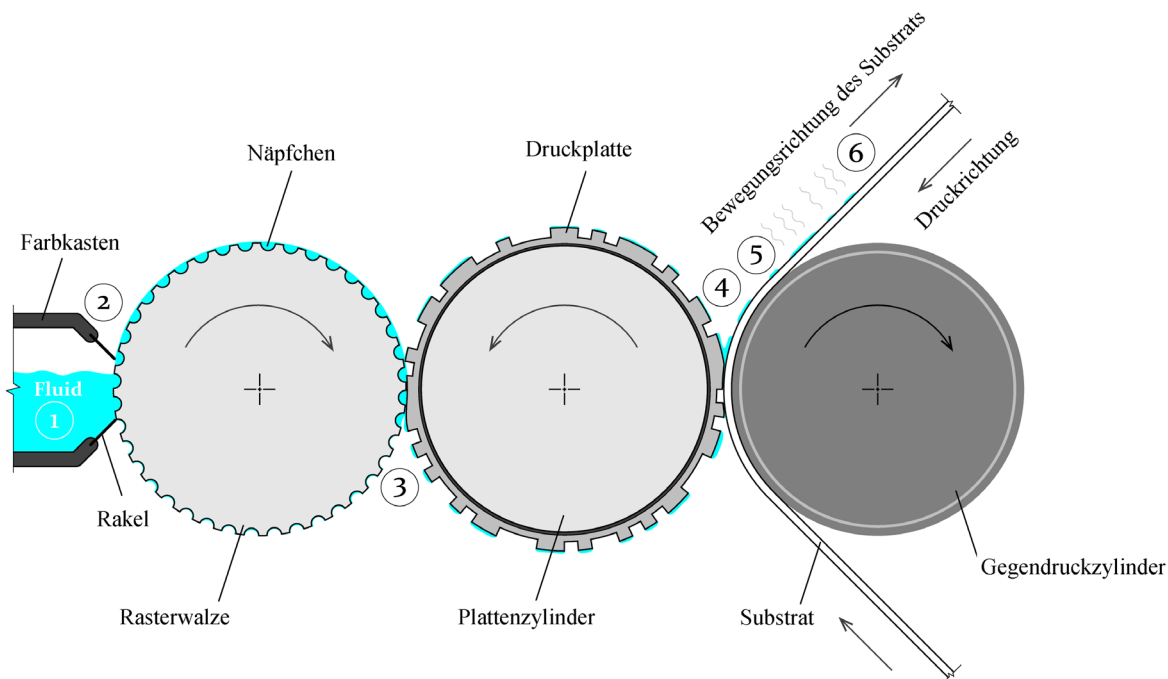 Bewegungsrichtung des Substrats
6
Druckrichtung
Näpfchen
Druckplatte
Farbkasten
2
5
4
Fluid
1
3
Rakel
Gegendruckzylinder
Rasterwalze
Plattenzylinder
Substrat